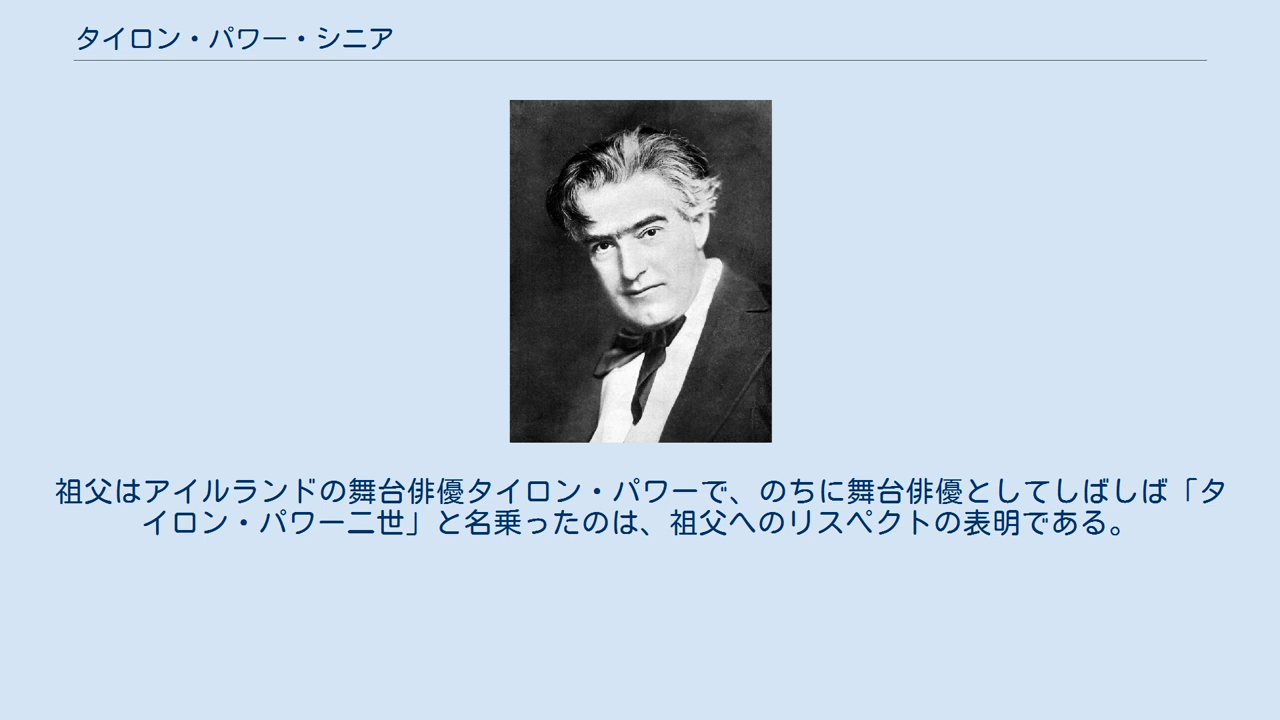 タイロン・パワー・シニア
祖父はアイルランドの舞台俳優タイロン・パワーで、のちに舞台俳優としてしばしば「タ
イロン・パワー二世」と名乗ったのは、祖父へのリスペクトの表明である。